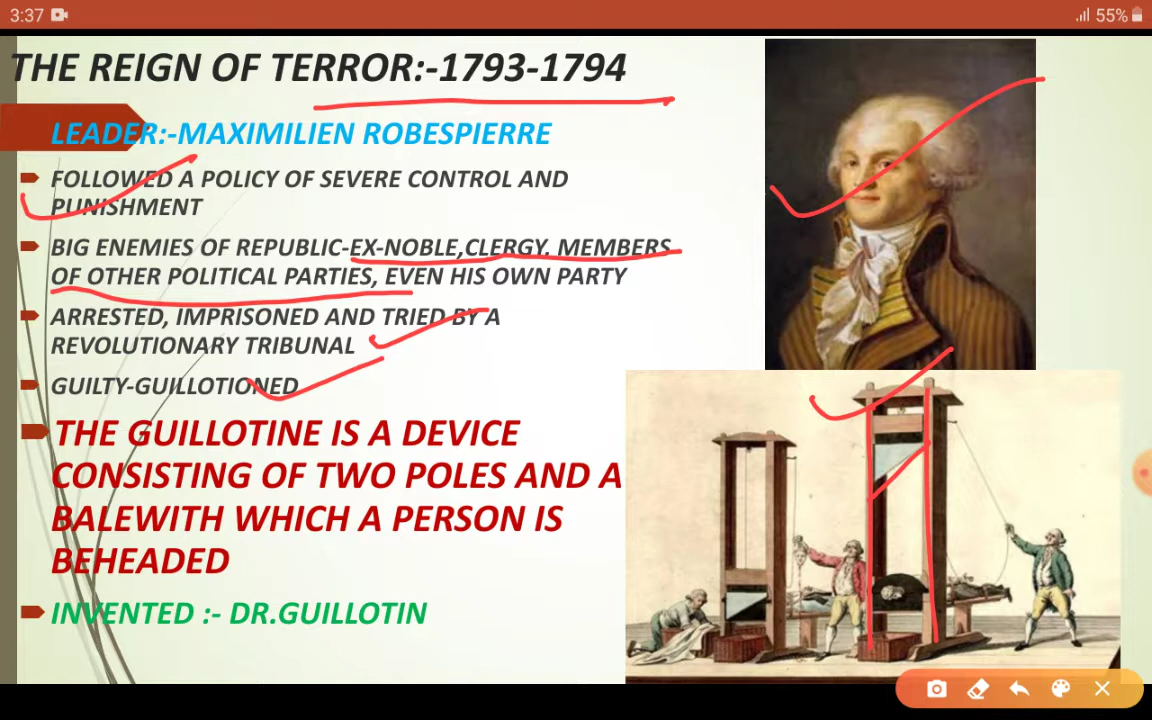 3:37
55%
THE REIGN OF TERROR:-1793-1794
LEADER:-MAXIMILIEN ROBESPIERRE
FOLLOWED A POLICY OF SEVERE CONTROL AND
PUNISHMENT
BIG ENEMIES OF REPUBLIC-EX-NOBLE,CLERGY, MEMBERS
OF OTHER POLITICAL PARTIES, EVEN HIS OWN PARTY
ARRESTED, IMPRISONED AND TRIED BY A
REVOLUTIONARY TRIBUNAL
GUILTY-GUILLOTIONED
THE GUILLOTINE IS A DEVICE
CONSISTING OF TWO POLES AND A
BALEWITH WHICH A PERSON IS
BEHEADED
INVENTED :- DR.GUILLOTIN